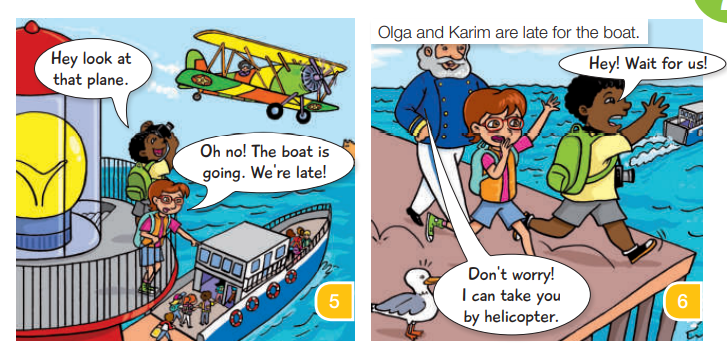 Hey look at
that plane.
Oh no! The boat is
going. We're late!
5
Olga and Karim are late for the boat.
Hey! Wait for us!
Don't worry!
I can take you
by helicopter.
6